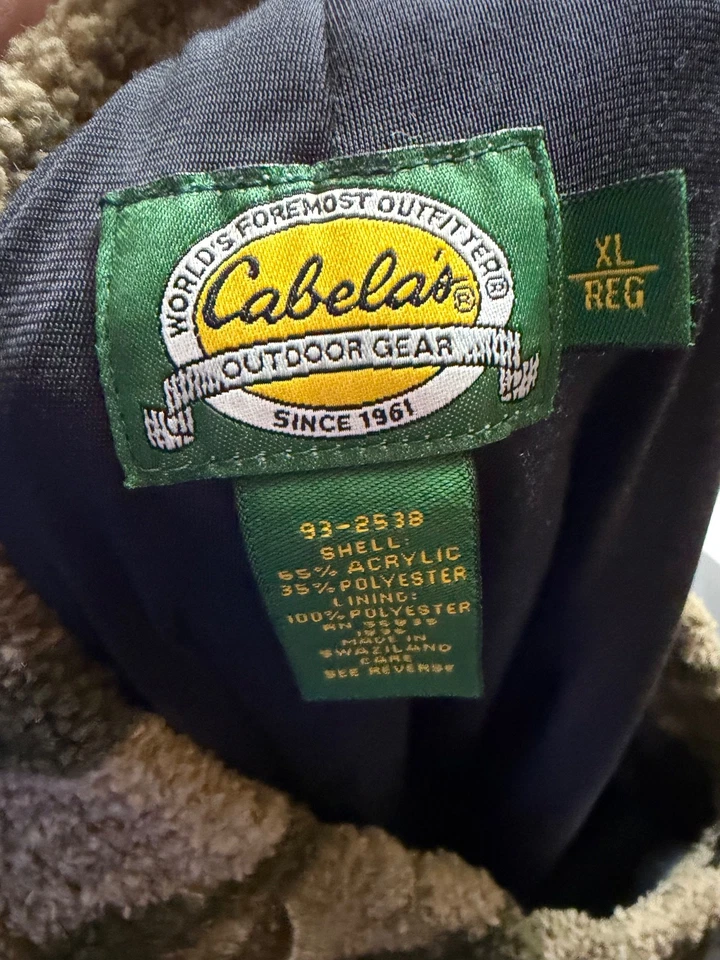 WORLD'S FOREMOST OUTFITTER®
Cabela's®
OUTDOOR GEAR
SINCE 1961
XL
REG
93-2538
SHELL:
65% ACRYLIC
35% POLYESTER
LINING:
100% POLYESTER
RN
MADE IN
SWAZILAND
CARE
SEE REVERSE